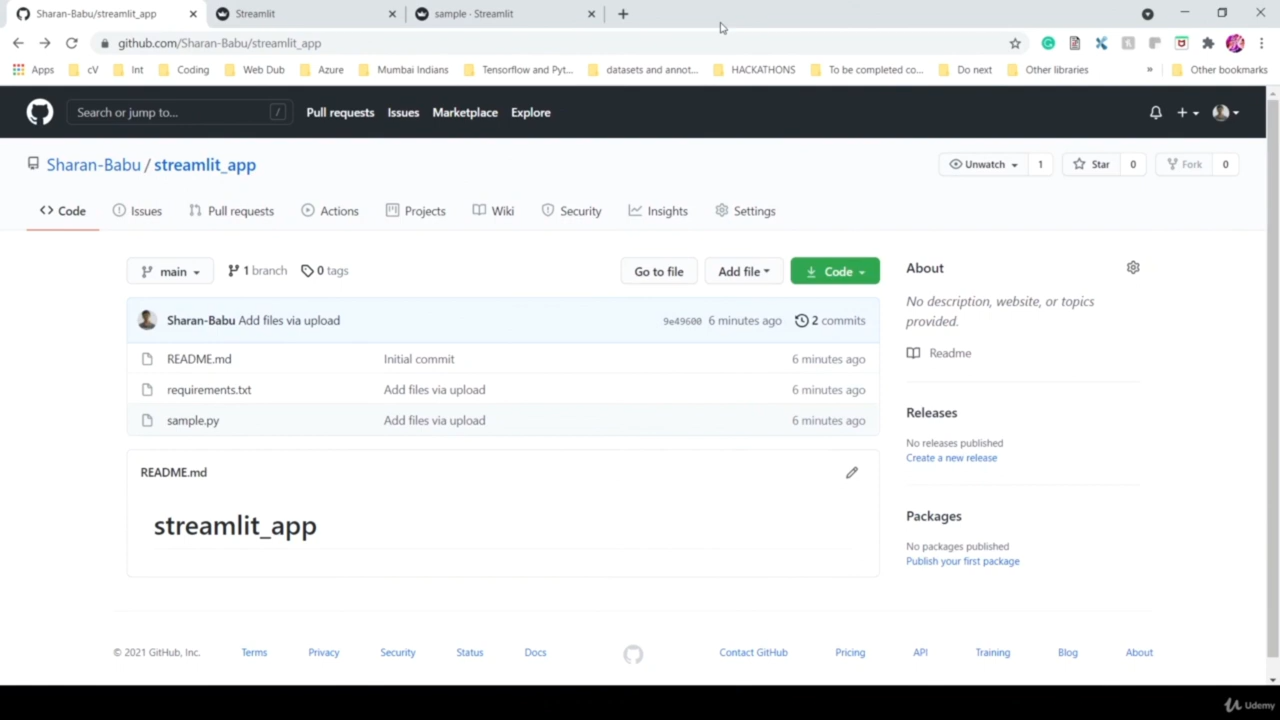 Sharan-Babu/streamlit_app
Streamlit
sample · Streamlit
github.com/Sharan-Babu/streamlit_app
Apps
cV
Int
Coding
Web Dub
Azure
Mumbai Indians
Tensorflow and Pyt...
datasets and annot...
HACKATHONS
To be completed co...
Do next
Other libraries
»
Other bookmarks
Search or jump to...
/
Pull requests
Issues
Marketplace
Explore
Sharan-Babu / streamlit_app
Unwatch 1
Star 0
Fork 0
Code
Issues
Pull requests
Actions
Projects
Wiki
Security
Insights
Settings
main
1 branch
0 tags
Go to file
Add file
Code
Sharan-Babu Add files via upload 9e49600 6 minutes ago 2 commits
README.md Initial commit 6 minutes ago
requirements.txt Add files via upload 6 minutes ago
sample.py Add files via upload 6 minutes ago
README.md
streamlit_app
About
No description, website, or topics
provided.
Readme
Releases
No releases published
Create a new release
Packages
No packages published
Publish your first package
© 2021 GitHub, Inc.
Terms
Privacy
Security
Status
Docs
Contact GitHub
Pricing
API
Training
Blog
About
Udemy